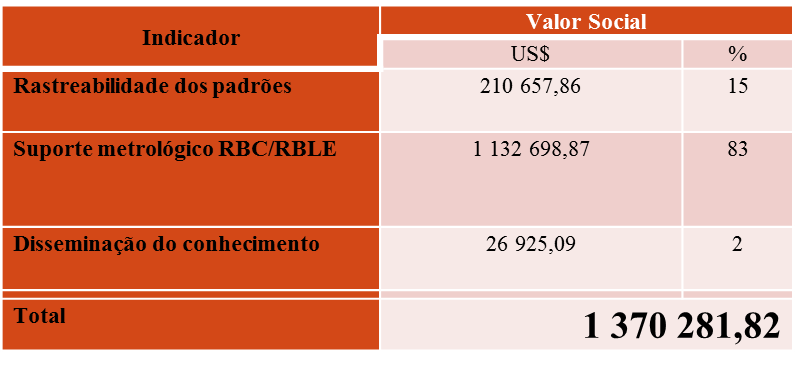 Indicador
Valor Social
US$ %
Rastreabilidade dos padrões 210 657,86 15
Suporte metrológico RBC/RBLE 1 132 698,87 83
Disseminação do conhecimento 26 925,09 2
Total 1 370 281,82